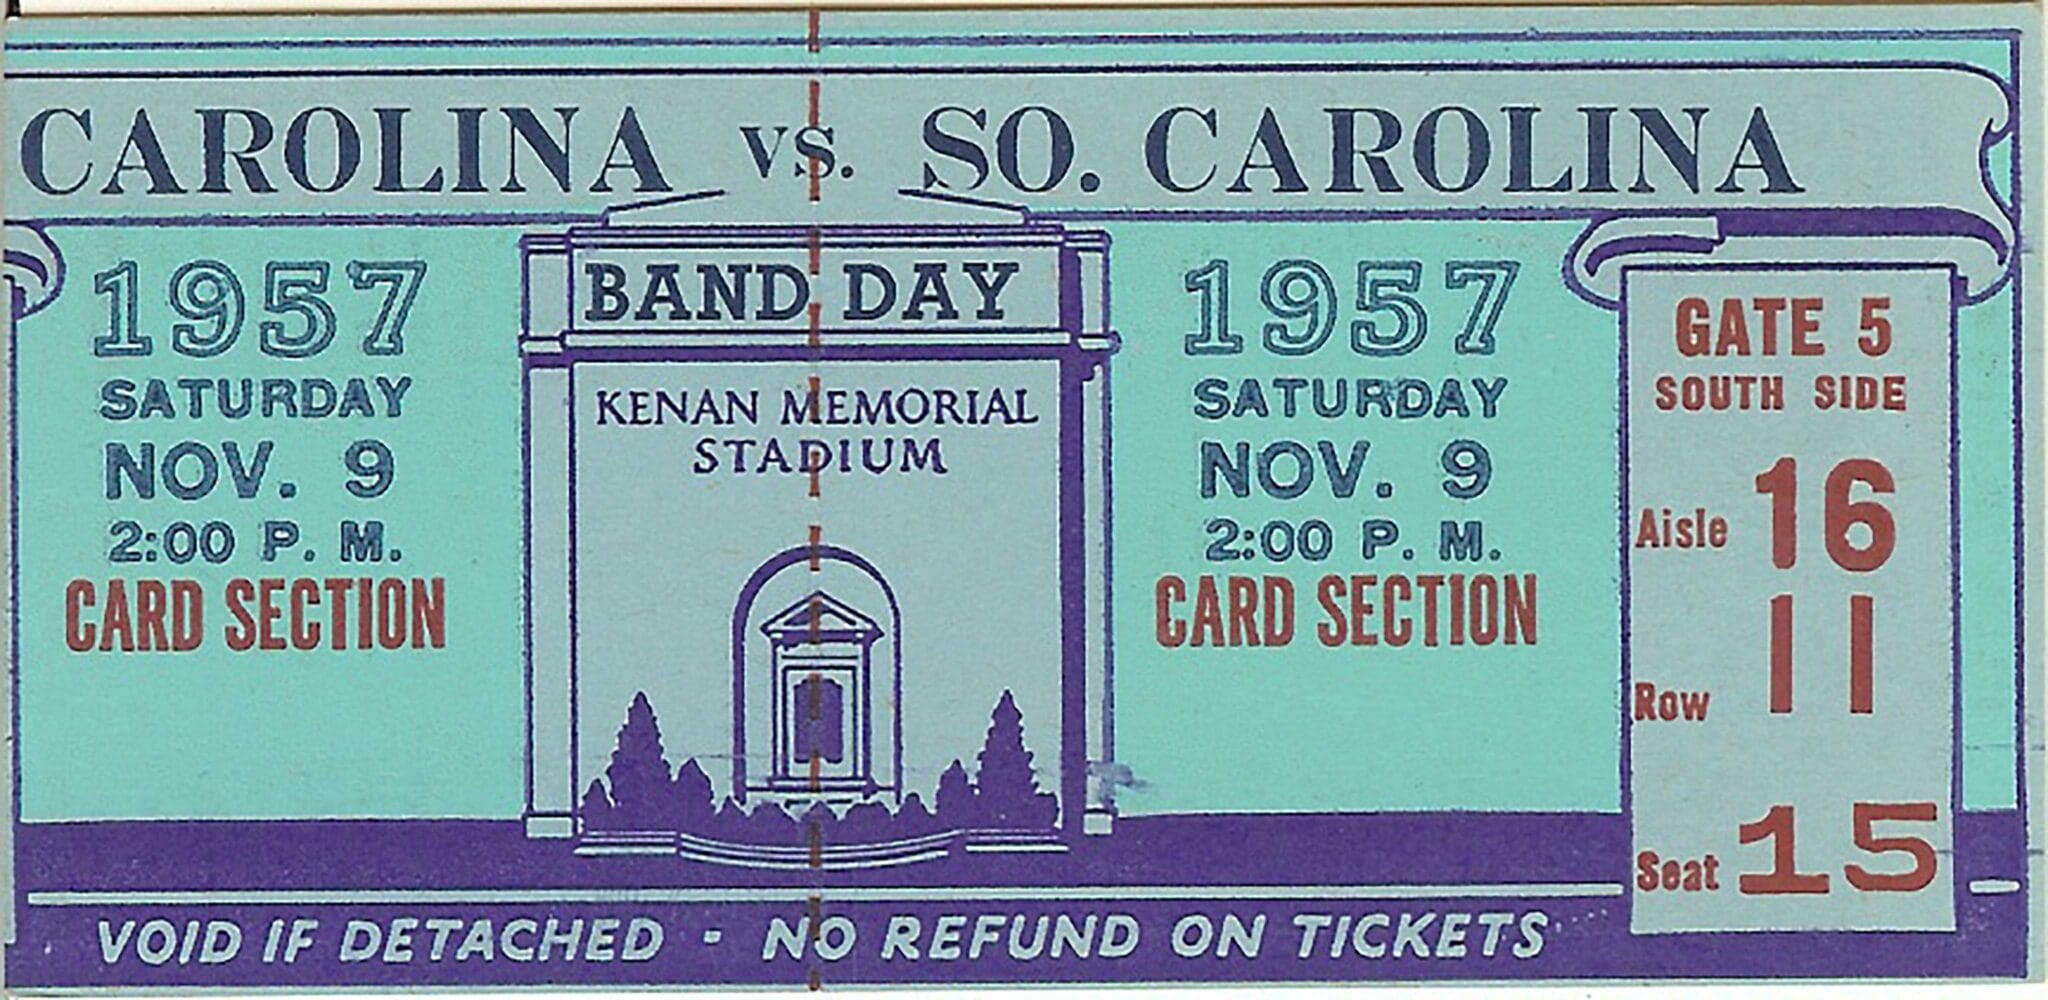 CAROLINA vs. SO. CAROLINA
1957
SATURDAY
NOV. 9
2:00 P. M.
CARD SECTION
BAND DAY
KENAN MEMORIAL
STADIUM
1957
SATURDAY
NOV. 9
2:00 P. M.
CARD SECTION
GATE 5
SOUTH SIDE
Aisle 16
Row 11
Seat 15
VOID IF DETACHED · NO REFUND ON TICKETS